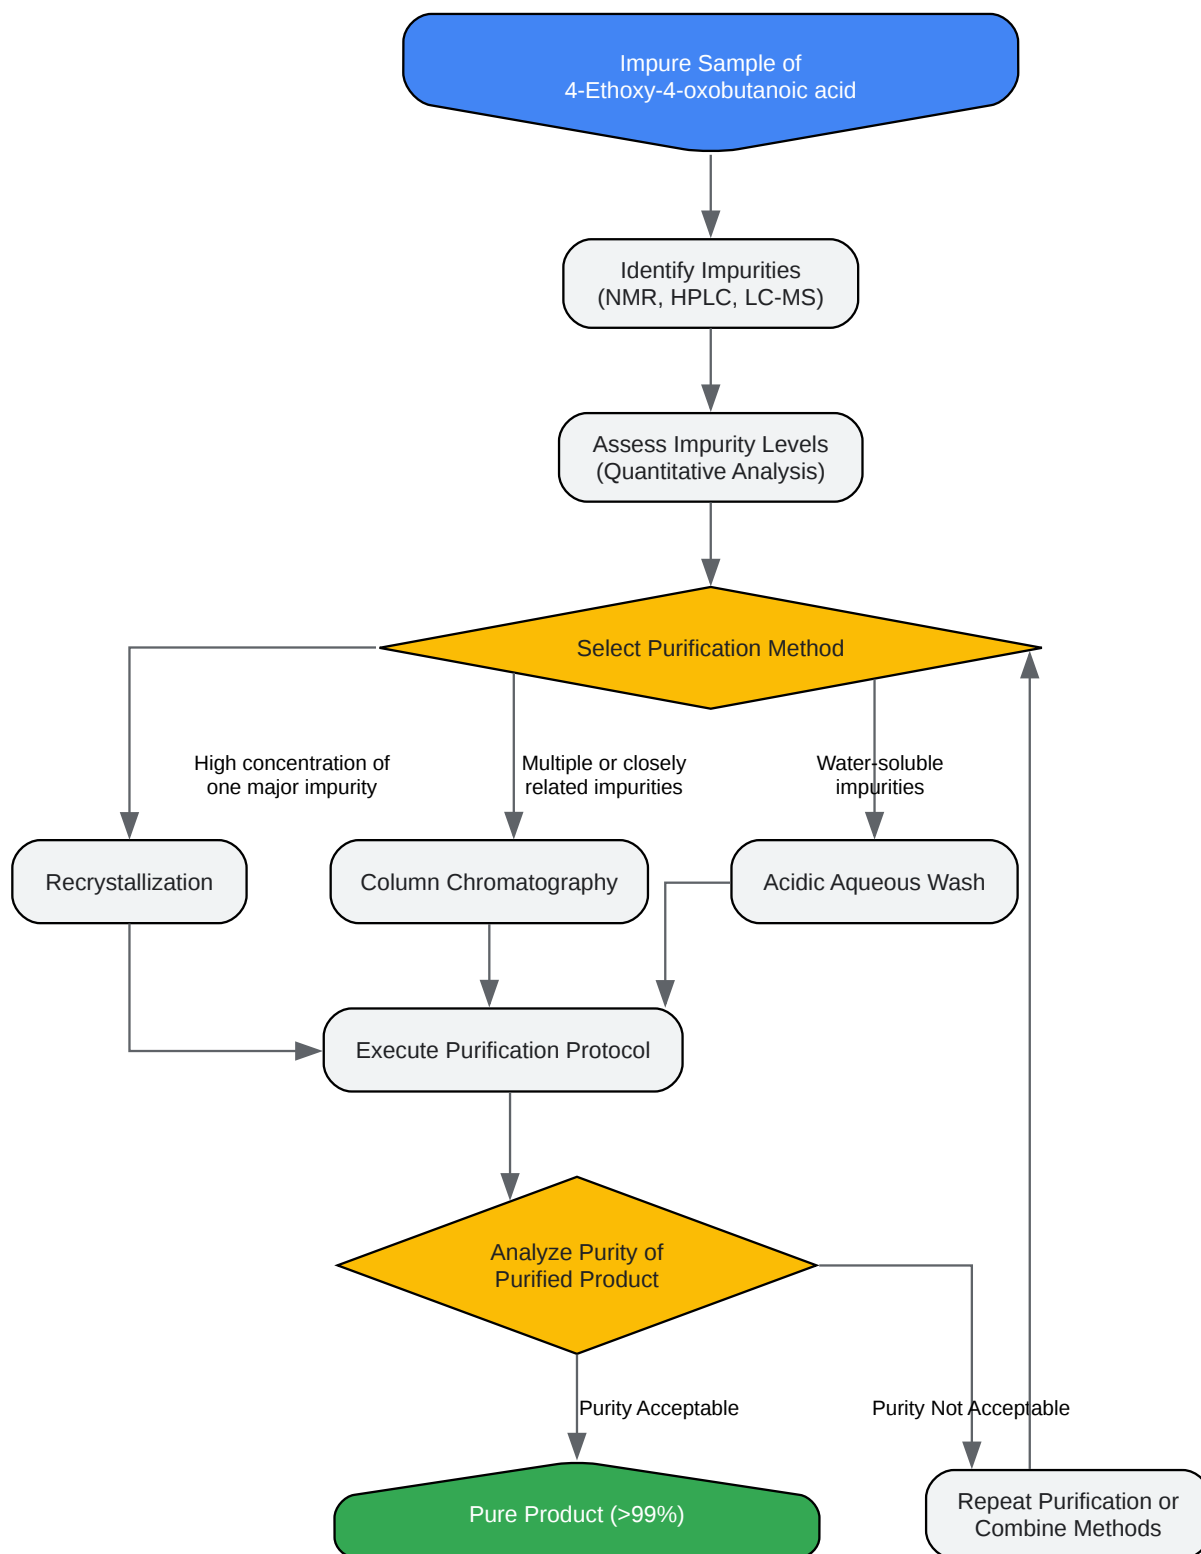 Impure Sample of
4-Ethoxy-4-oxobutanoic acid
Identify Impurities
(NMR, HPLC, LC-MS)
Assess Impurity Levels
(Quantitative Analysis)
Select Purification Method
High concentration of
one major impurity
Multiple or closely
related impurities
Water-soluble
impurities
Recrystallization
Column Chromatography
Acidic Aqueous Wash
Execute Purification Protocol
Analyze Purity of
Purified Product
Purity Acceptable
Purity Not Acceptable
Pure Product (>99%)
Repeat Purification or
Combine Methods